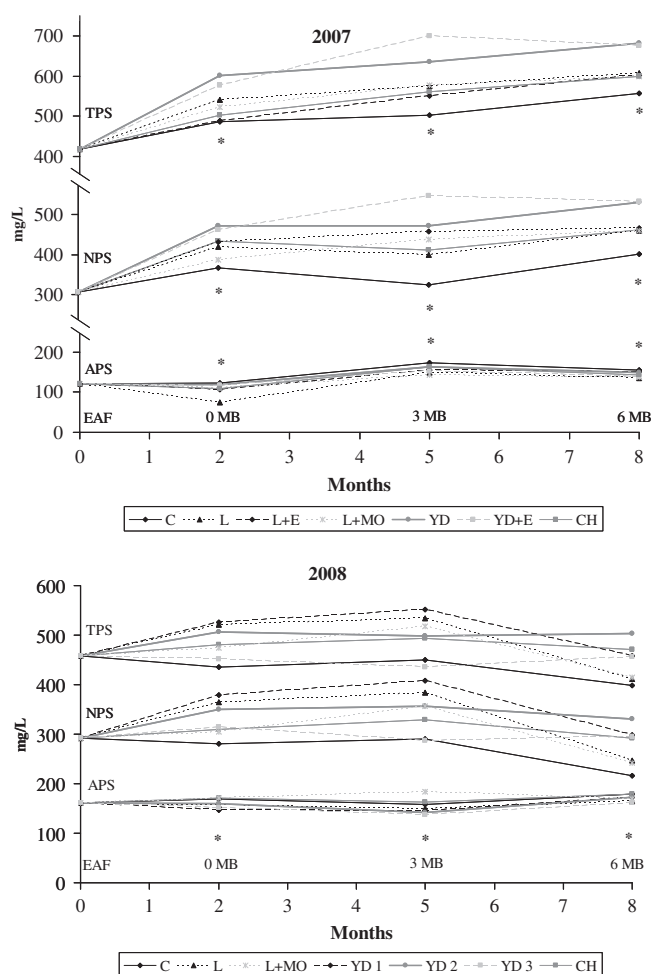 2007
700
600
TPS
500
*
*
*
400
mg/L
500
NPS
400
300
*
*
*
*
*
*
200
APS
100
EAF
0 MB
3 MB
6 MB
0
0 1 2 3 4 5 6 7 8
Months
C L L+E L+MO YD YD+E CH
2008
600
TPS
500
400
NPS
mg/L
300
200
APS
100
*
*
*
EAF
0 MB
3 MB
6 MB
0
0 1 2 3 4 5 6 7 8
Months
C L L+MO YD 1 YD 2 YD 3 CH